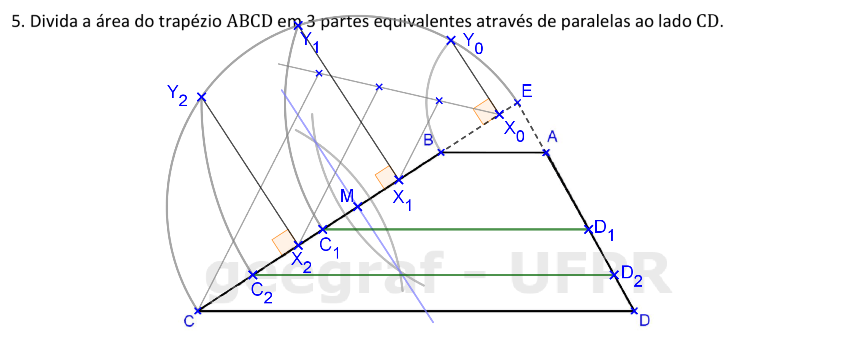 5. Divida a área do trapézio ABCD em 3 partes equivalentes através de paralelas ao lado CD.
Y1
Y0
Y2
E
X0
B
A
M
X1
D1
C1
X2
D2
C2
geegraf - UFPR
C
D